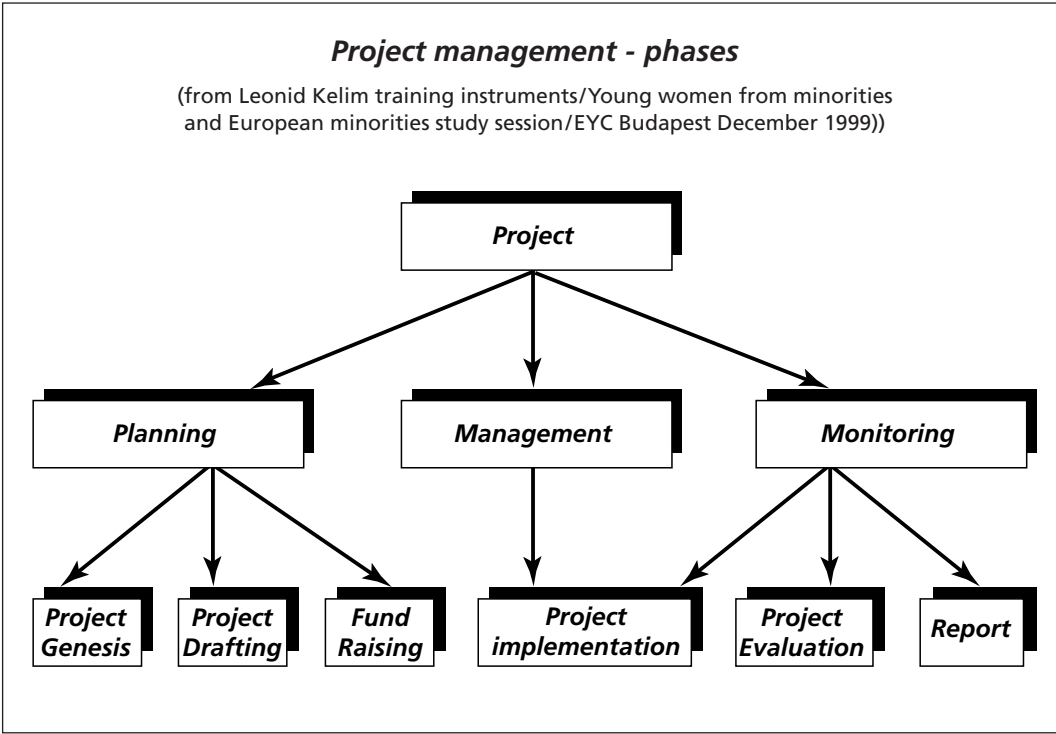 Project management - phases
(from Leonid Kelim training instruments/Young women from minorities
and European minorities study session/EYC Budapest December 1999))
Project
Planning
Management
Monitoring
Project
Genesis
Project
Drafting
Fund
Raising
Project
implementation
Project
Evaluation
Report